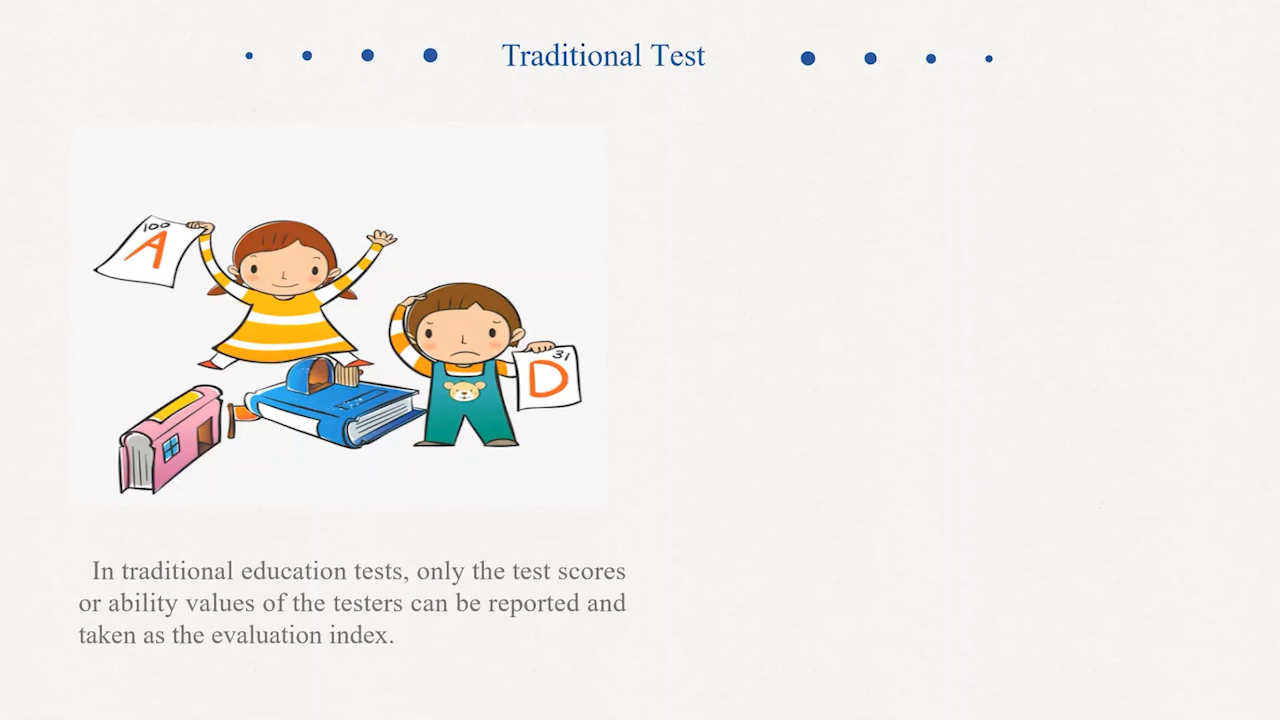 Traditional Test
100
A
31
D
In traditional education tests, only the test scores
or ability values of the testers can be reported and
taken as the evaluation index.